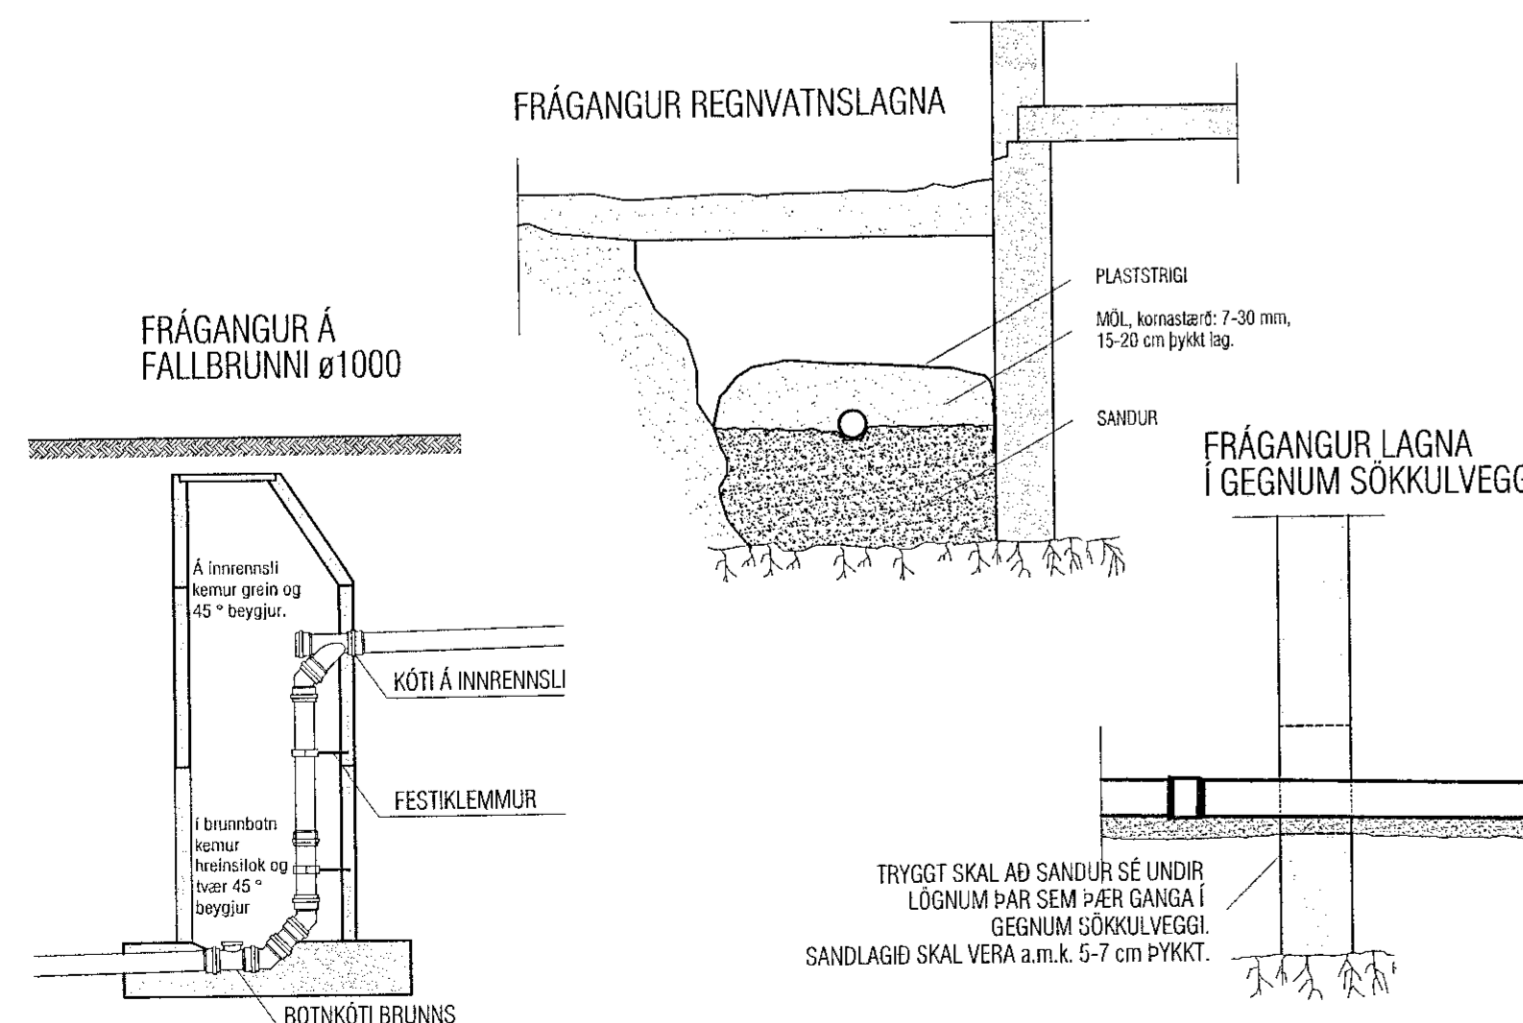 FRÁGANGUR REGNVATNSLAGNA
PLASTSTRIGI
MÖL, kornastærð: 7-30 mm,
15-20 cm þykkt lag.
SANDUR
FRÁGANGUR Á
FALLBRUNNI ø1000
Á innrennsli
kemur grein og
45 ° beygjur.
KÓTI Á INNRENNSLI
FESTIKLEMMUR
Í brunnbotn
kemur
hreinsilok og
tvær 45 °
beygjur
BOTNKÓTI BRUNNS
FRÁGANGUR LAGNA
Í GEGNUM SÖKKULVEGG
TRYGGT SKAL AÐ SANDUR SÉ UNDIR
LÖGNUM ÞAR SEM ÞÆR GANGA Í
GEGNUM SÖKKULVEGGI.
SANDLAGIÐ SKAL VERA a.m.k. 5-7 cm ÞYKKT.